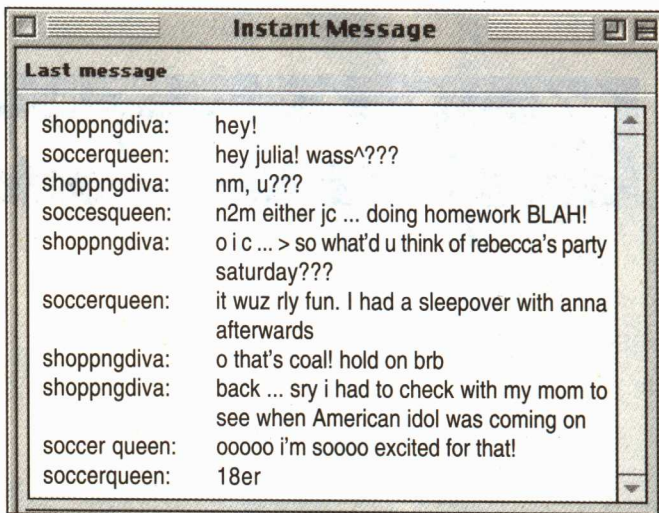 Instant Message
Last message
shoppngdiva: hey!
soccerqueen: hey julia! wass^???
shoppngdiva: nm, u???
soccesqueen: n2m either jc ... doing homework BLAH!
shoppngdiva: o i c ... > so what'd u think of rebecca's party
saturday???
soccerqueen: it wuz rly fun. I had a sleepover with anna
afterwards
shoppngdiva: o that's coal! hold on brb
shoppngdiva: back ... sry i had to check with my mom to
see when American idol was coming on
soccer queen: ooooo i'm soooo excited for that!
soccerqueen: 18er